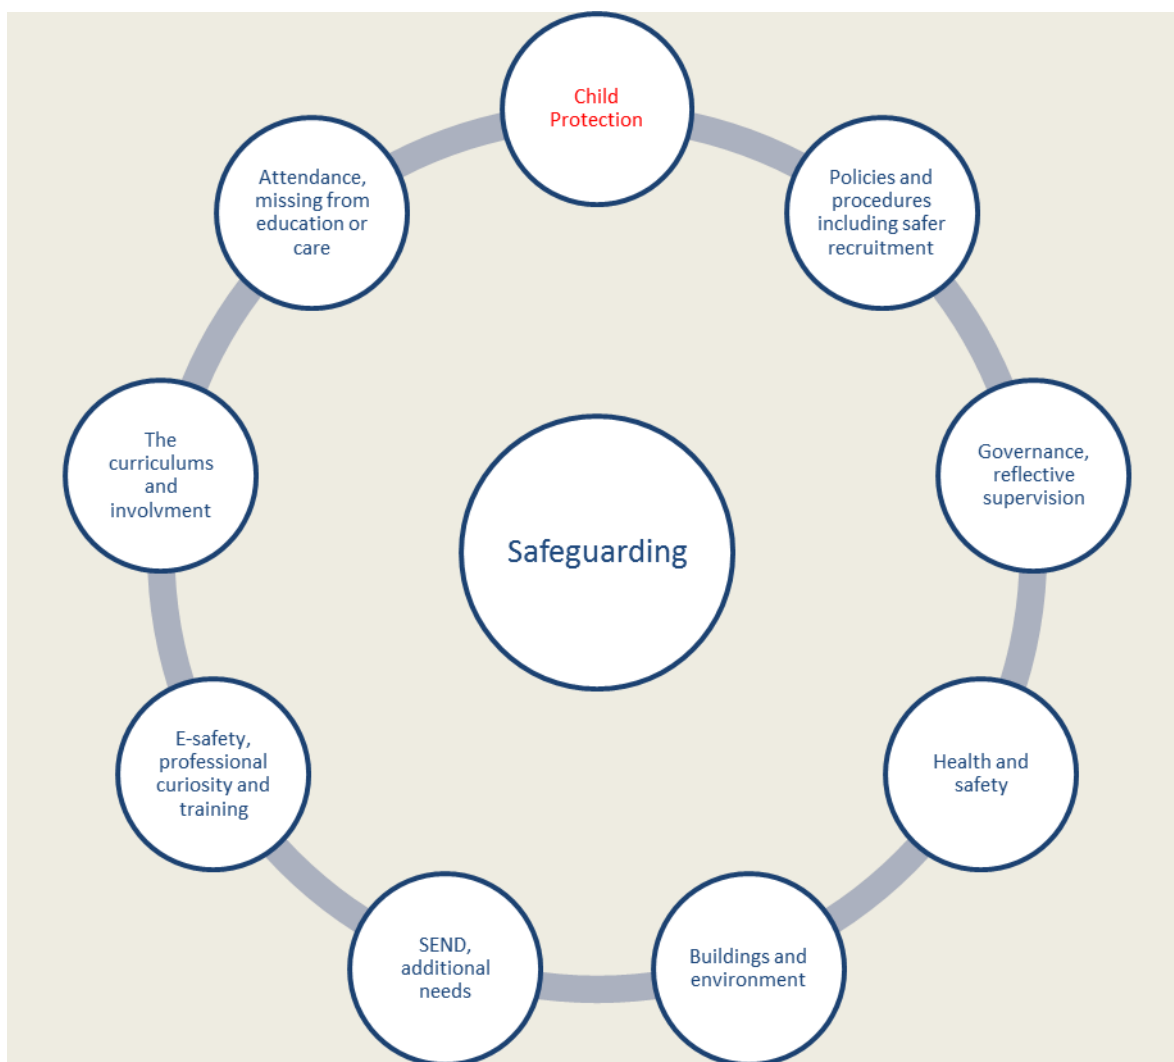 Child
Protection
Policies and
procedures
including safer
recruitment
Governance,
reflective
supervision
Health and
safety
Buildings and
environment
SEND,
additional
needs
E-safety,
professional
curiosity and
training
The
curriculums
and
involvment
Attendance,
missing from
education or
care
Safeguarding